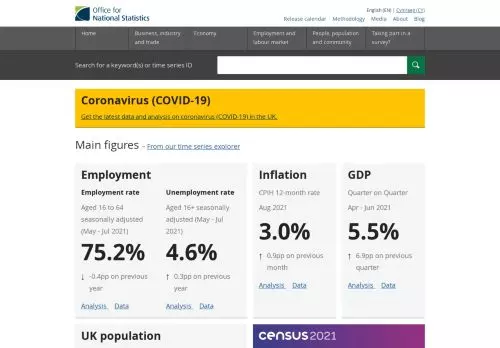 Office for
National Statistics
English (EN) | Cymraeg (CY)
Release calendar Methodology Media About Blog
Home
Business, industry
and trade
Economy
Employment and
labour market
People, population
and community
Taking part in a
survey?
Search for a keyword(s) or time series ID
Coronavirus (COVID-19)
Get the latest data and analysis on coronavirus (COVID-19) in the UK.
Main figures – From our time series explorer
Employment
Employment rate
Aged 16 to 64
seasonally adjusted
(May - Jul 2021)
75.2%
↓ -0.4pp on previous
year
Analysis Data
Unemployment rate
Aged 16+ seasonally
adjusted (May - Jul
2021)
4.6%
↑ 0.3pp on previous
year
Analysis Data
Inflation
CPIH 12-month rate
Aug 2021
3.0%
↑ 0.9pp on previous
month
Analysis Data
GDP
Quarter on Quarter
Apr - Jun 2021
5.5%
↑ 6.9pp on previous
quarter
Analysis Data
UK population
census 2021